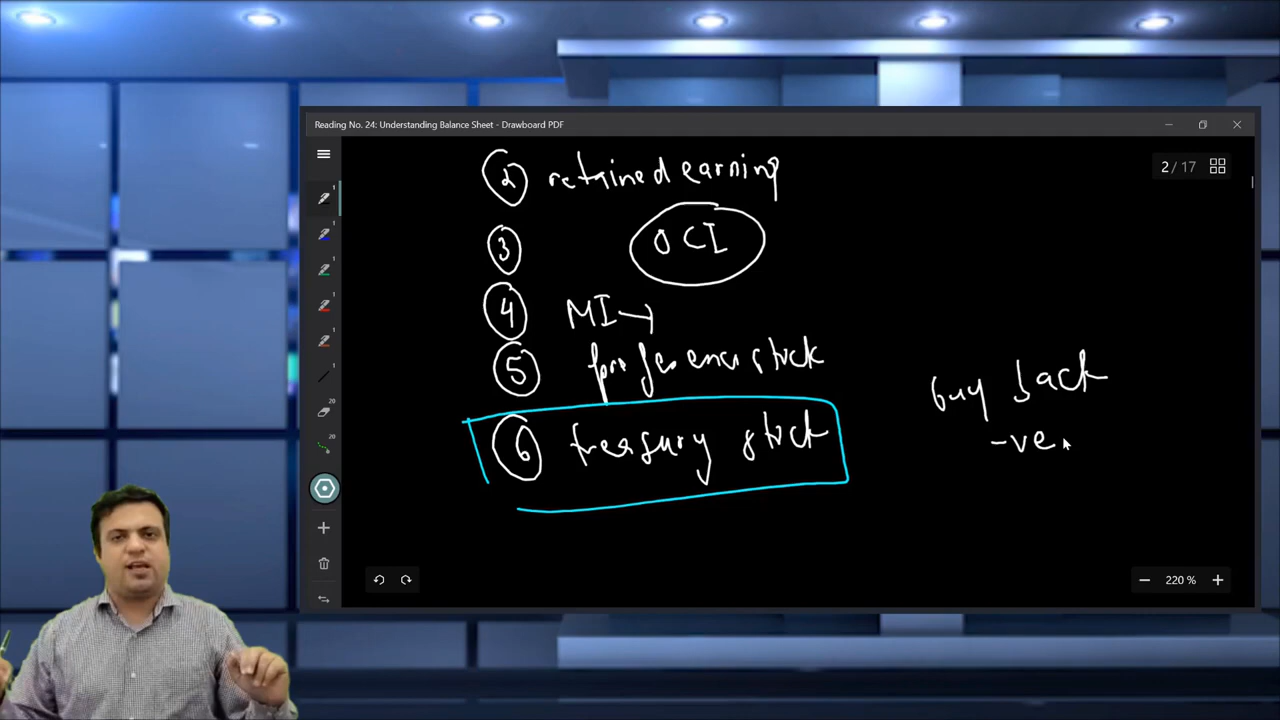 Reading No. 24: Understanding Balance Sheet - Drawboard PDF
2 / 17
2 retained earning
3 OCI
4 MI →
5 preference stock
6 treasury stock
buy back
-ve
220 %